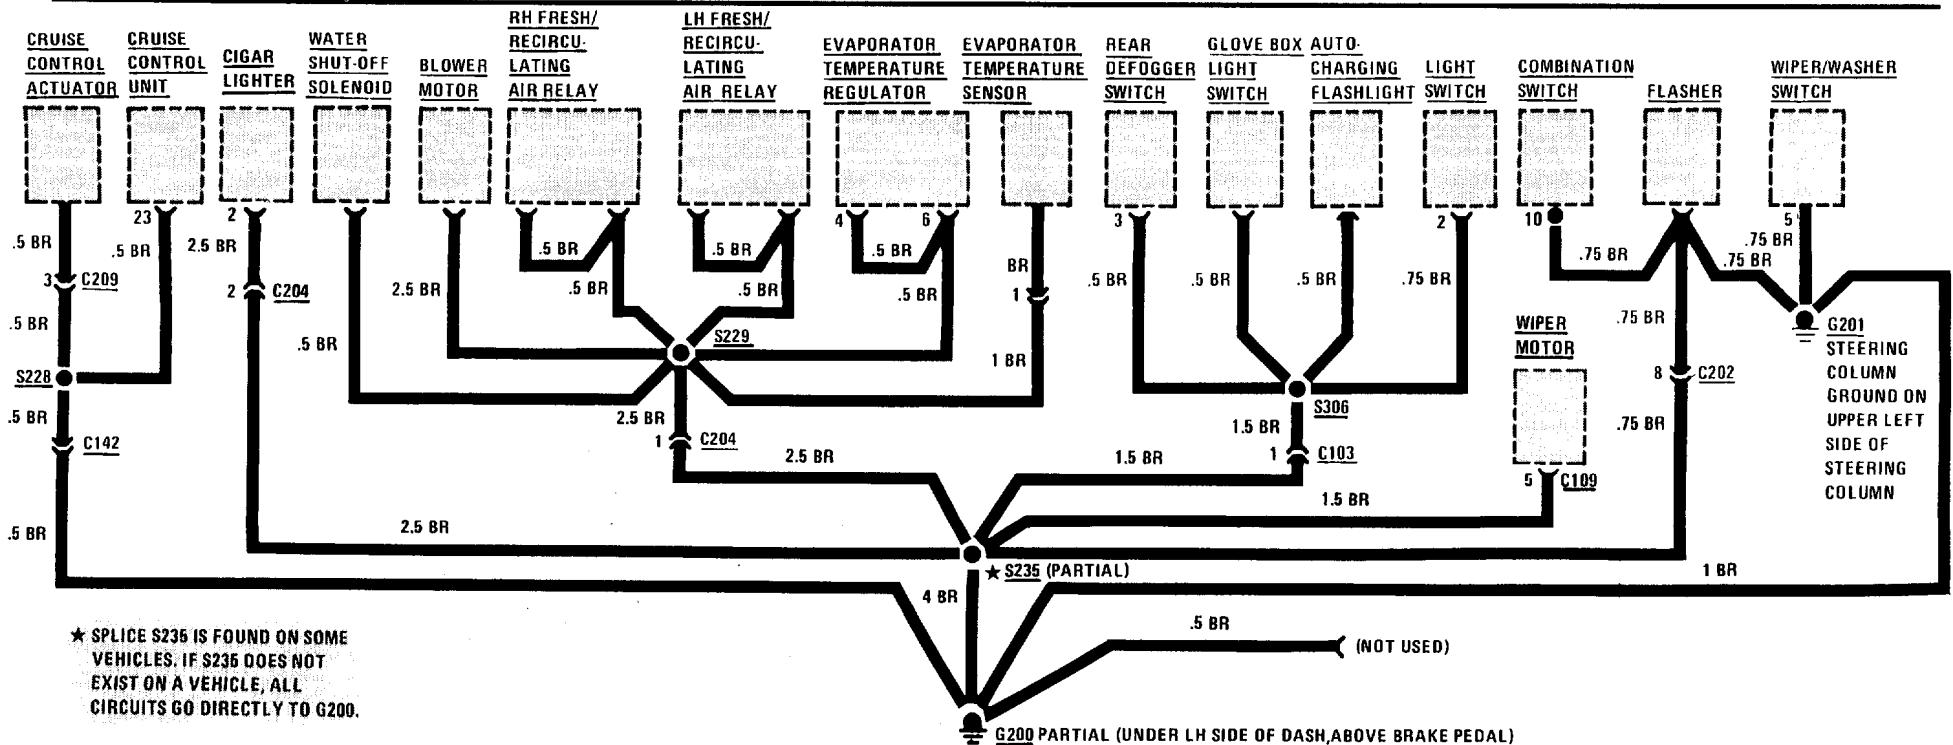 CRUISE
CONTROL
ACTUATOR
CRUISE
CONTROL
UNIT
CIGAR
LIGHTER
WATER
SHUT-OFF
SOLENOID
BLOWER
MOTOR
RH FRESH/
RECIRCU-
LATING
AIR RELAY
LH FRESH/
RECIRCU-
LATING
AIR RELAY
EVAPORATOR
TEMPERATURE
REGULATOR
EVAPORATOR
TEMPERATURE
SENSOR
REAR
DEFOGGER
SWITCH
GLOVE BOX
LIGHT
SWITCH
AUTO-
CHARGING
FLASHLIGHT
LIGHT
SWITCH
COMBINATION
SWITCH
FLASHER
WIPER/WASHER
SWITCH
23
2
4
6
3
2
10
5
.5 BR
.5 BR
2.5 BR
.5 BR
.5 BR
.5 BR
.75 BR
.75 BR
.75 BR
3
C209
2
C204
2.5 BR
.5 BR
.5 BR
.5 BR
BR
1
.5 BR
.5 BR
.5 BR
.75 BR
.5 BR
.5 BR
S229
1 BR
.75 BR
G201
STEERING
COLUMN
GROUND ON
UPPER LEFT
SIDE OF
STEERING
COLUMN
WIPER
MOTOR
S228
8
C202
.5 BR
2.5 BR
S306
1.5 BR
.75 BR
C142
1
C204
2.5 BR
1.5 BR
1
C103
5
C109
1.5 BR
.5 BR
2.5 BR
★ S235 (PARTIAL)
1 BR
4 BR
.5 BR
(NOT USED)
★ SPLICE S235 IS FOUND ON SOME
VEHICLES. IF S235 DOES NOT
EXIST ON A VEHICLE, ALL
CIRCUITS GO DIRECTLY TO G200.
G200 PARTIAL (UNDER LH SIDE OF DASH,ABOVE BRAKE PEDAL)